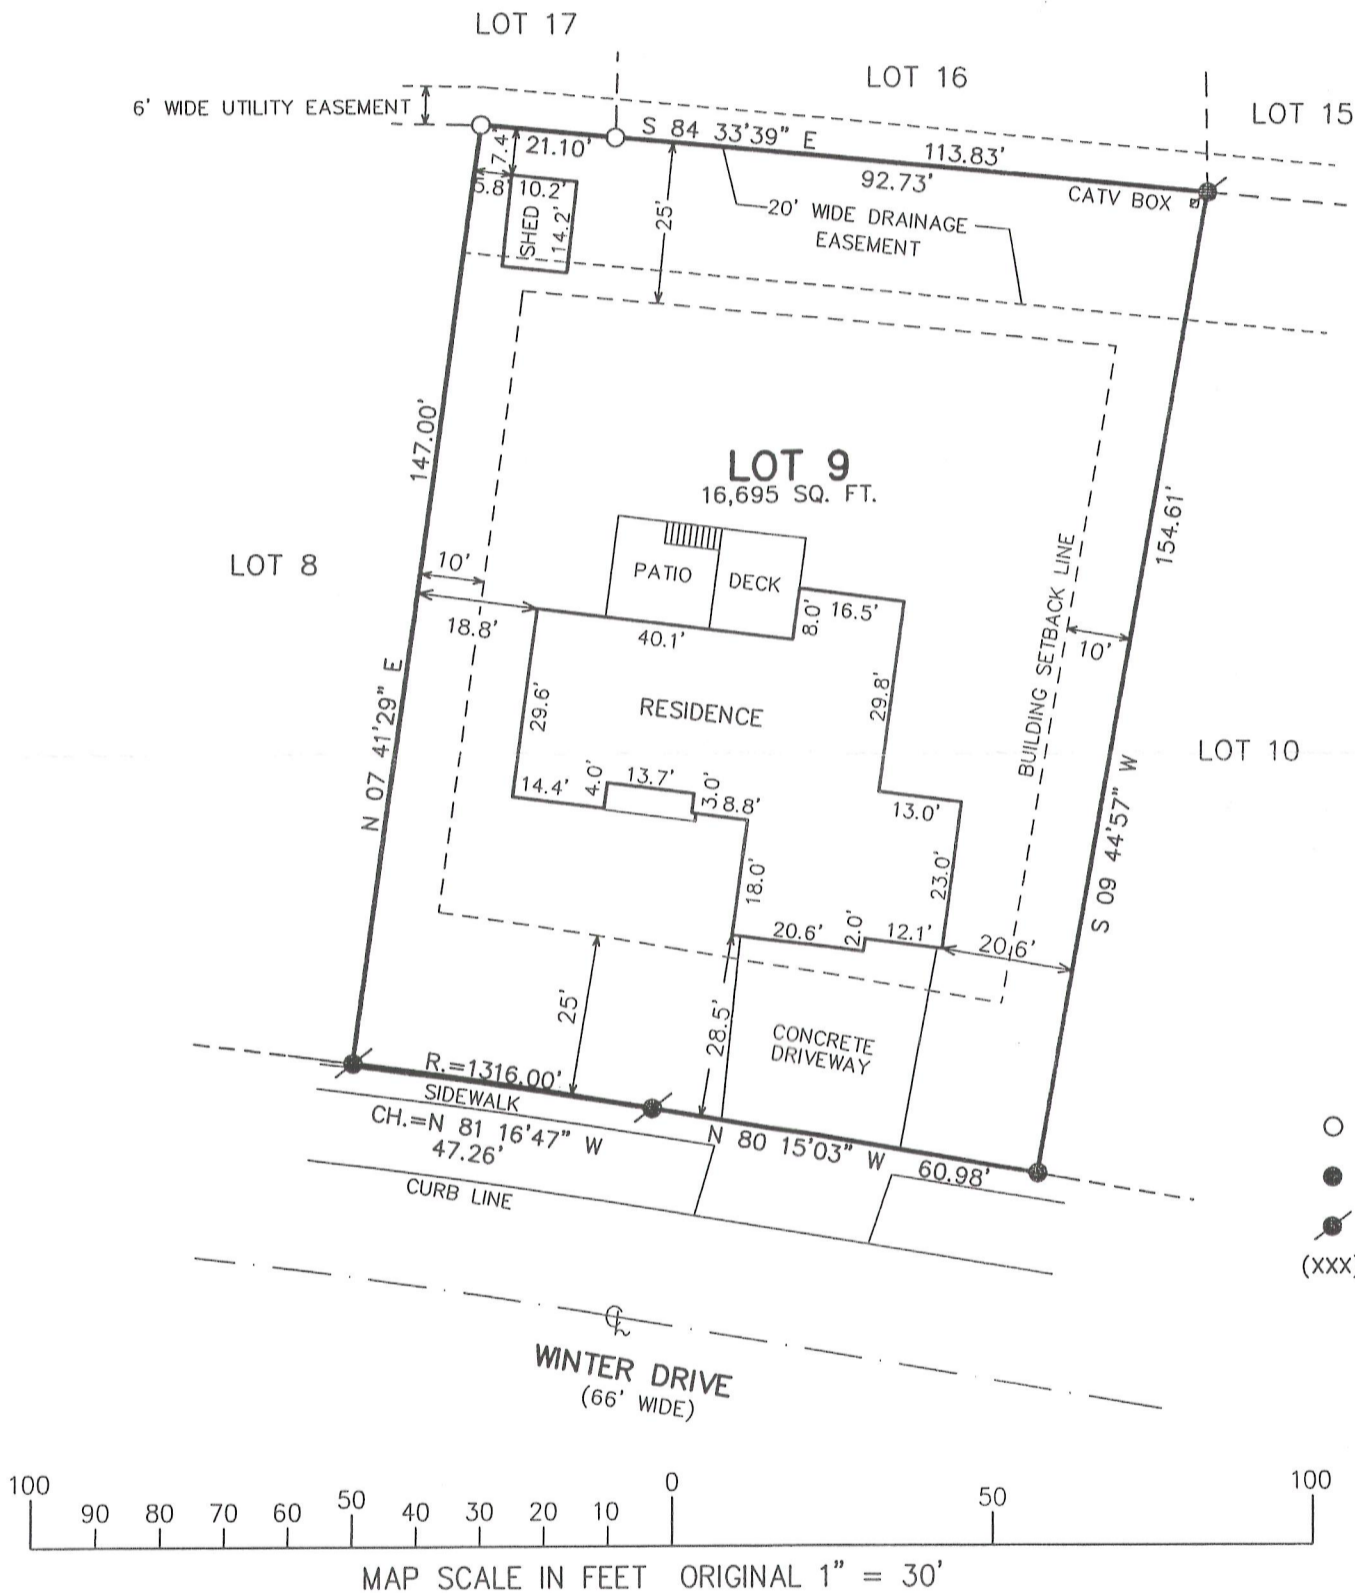 LOT 17
LOT 16
LOT 15
6' WIDE UTILITY EASEMENT
S 84 33'39" E
113.83'
21.10'
92.73'
7.4'
5.8'
10.2'
SHED
14.2'
25'
CATV BOX
20' WIDE DRAINAGE
EASEMENT
147.00'
LOT 9
16,695 SQ. FT.
154.61'
LOT 8
10'
18.8'
PATIO
DECK
8.0'
16.5'
40.1'
BUILDING SETBACK LINE
10'
N 07 41'29" E
29.6'
RESIDENCE
29.8'
LOT 10
14.4'
4.0'
13.7'
3.0'
8.8'
13.0'
S 09 44'57" W
18.0'
23.0'
20.6'
2.0'
12.1'
20.6'
25'
28.5'
CONCRETE
DRIVEWAY
R.=1316.00'
SIDEWALK
CH.=N 81 16'47" W
47.26'
N 80 15'03" W
60.98'
CURB LINE
(XXX)
WINTER DRIVE
(66' WIDE)
100 90 80 70 60 50 40 30 20 10 0 50 100
MAP SCALE IN FEET ORIGINAL 1" = 30'